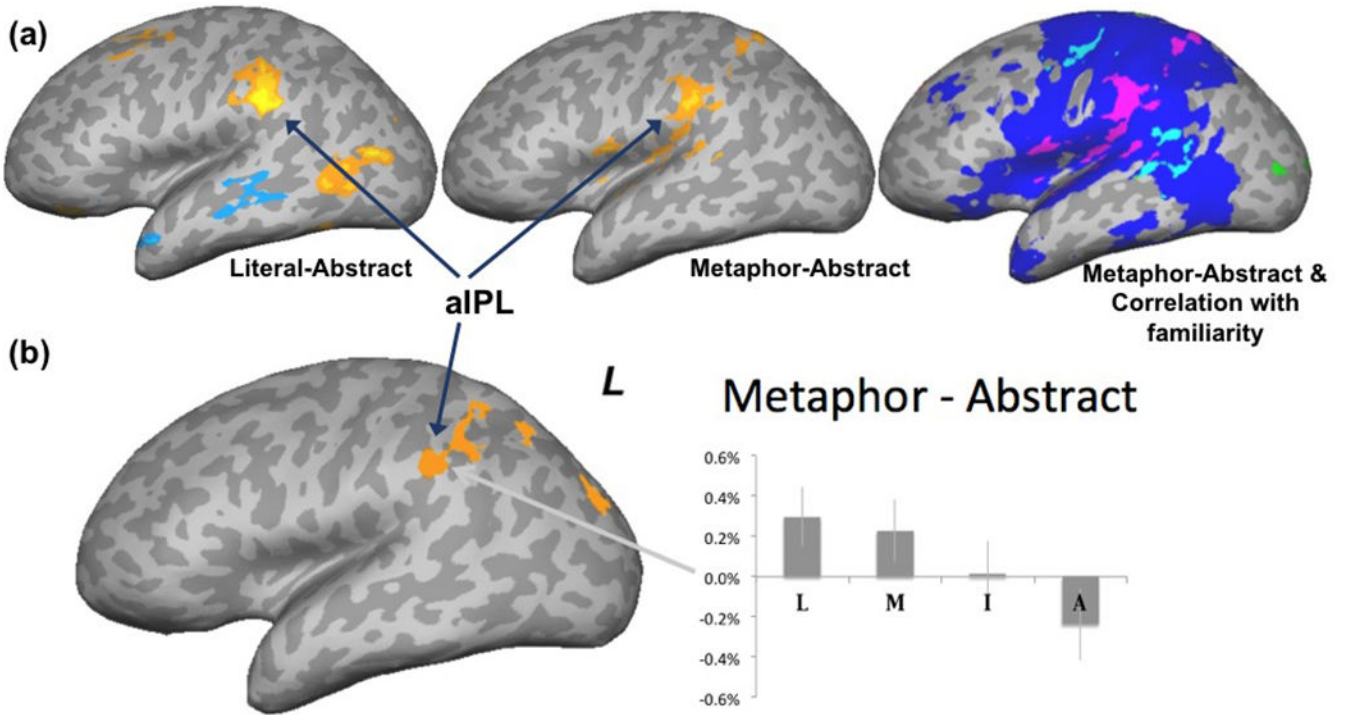 (a)
Literal-Abstract
Metaphor-Abstract
Metaphor-Abstract &
Correlation with
familiarity
aIPL
(b)
L
Metaphor - Abstract
0.6%
0.4%
0.2%
0.0%
-0.2%
-0.4%
-0.6%
L M I A